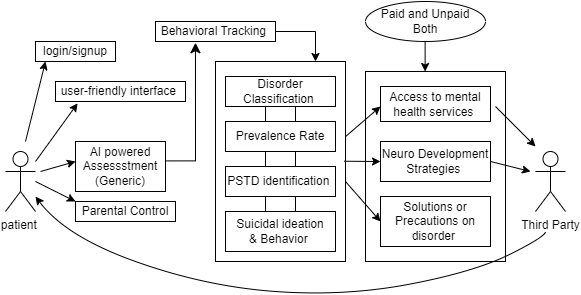 Behavioral Tracking
Paid and Unpaid
Both
login/signup
user-friendly interface
AI powered
Assessstment
(Generic)
Parental Control
patient
Disorder
Classification
Prevalence Rate
PSTD identification
Suicidal ideation
& Behavior
Access to mental
health services
Neuro Development
Strategies
Solutions or
Precautions on
disorder
Third Party